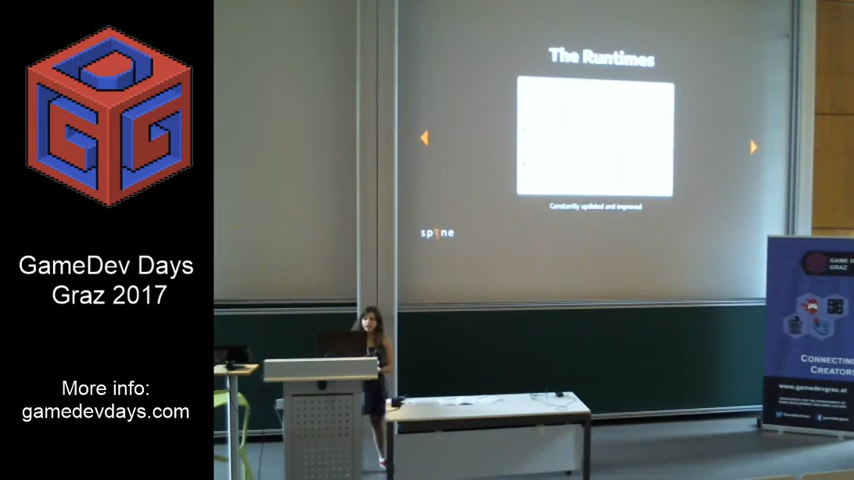 GameDev Days
Graz 2017
More info:
gamedevdays.com
The Runtimes
Constantly updated and improved
spine
GAME D
GRAZ
CONNECTING
CREATORS
www.gamedevgraz.at